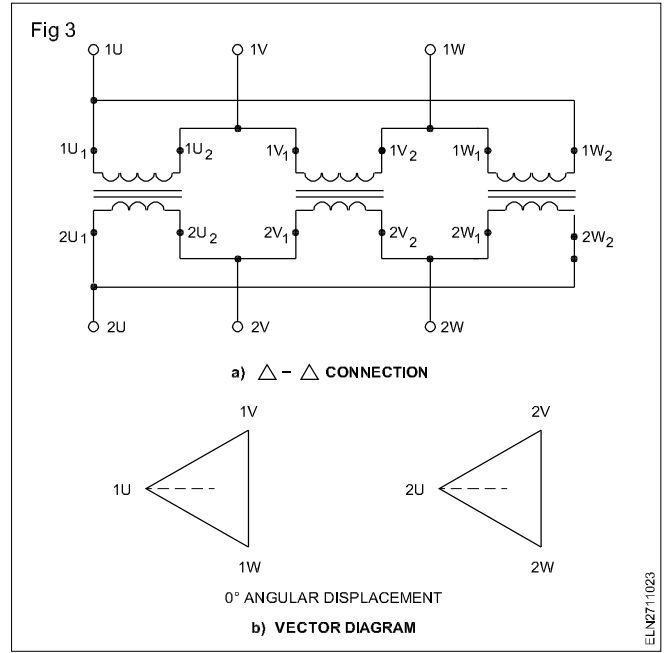 Fig 3
1U 1V 1W
1U1 1U2 1V1 1V2 1W1 1W2
2U1 2U2 2V1 2V2 2W1 2W2
2U 2V 2W
a) △ – △ CONNECTION
1V 2V
1U 2U
1W 2W
0° ANGULAR DISPLACEMENT
b) VECTOR DIAGRAM
ELN2711023